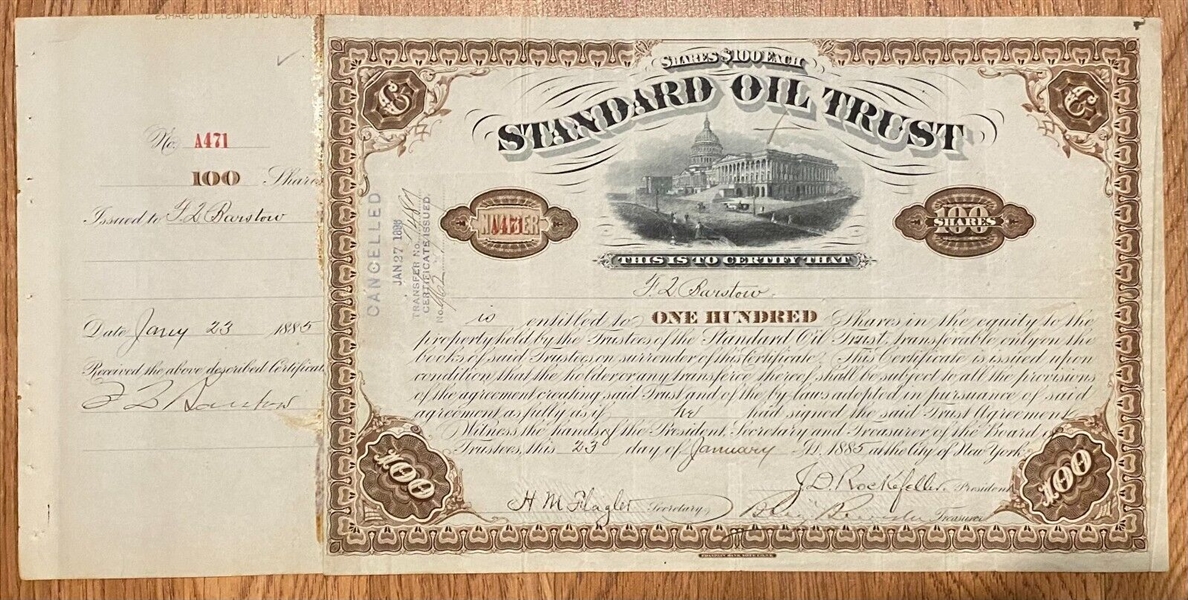 No. A471
100 Shares
Issued to F L Barstow
Date Jany 23 1885
Received the above described Certificate
F L Barstow
SHARES $100 EACH
STANDARD OIL TRUST
CANCELLED
JAN 27 189
TRANSFER No.
CERTIFICATE ISSUED.
No.
NUMBER
100
SHARES
THIS IS TO CERTIFY THAT
F. L Barstow
is entitled to ONE HUNDRED Shares in the equity to the
property held by the Trustees of the Standard Oil Trust, transferable only on the
books of said Trustees on surrender of this Certificate. This Certificate is issued upon
condition that the holder or any transferee thereof shall be subject to all the provisions
of the agreement creating said Trust and of the by-laws adopted in pursuance of said
agreement as fully as if he had signed the said Trust Agreement
Witness the hands of the President, Secretary and Treasurer of the Board of
Trustees, this 23 day of January A.D. 1885 at the City of New York.
J D Rockefeller President
H M Flagler Secretary
Treasurer
$100
$100